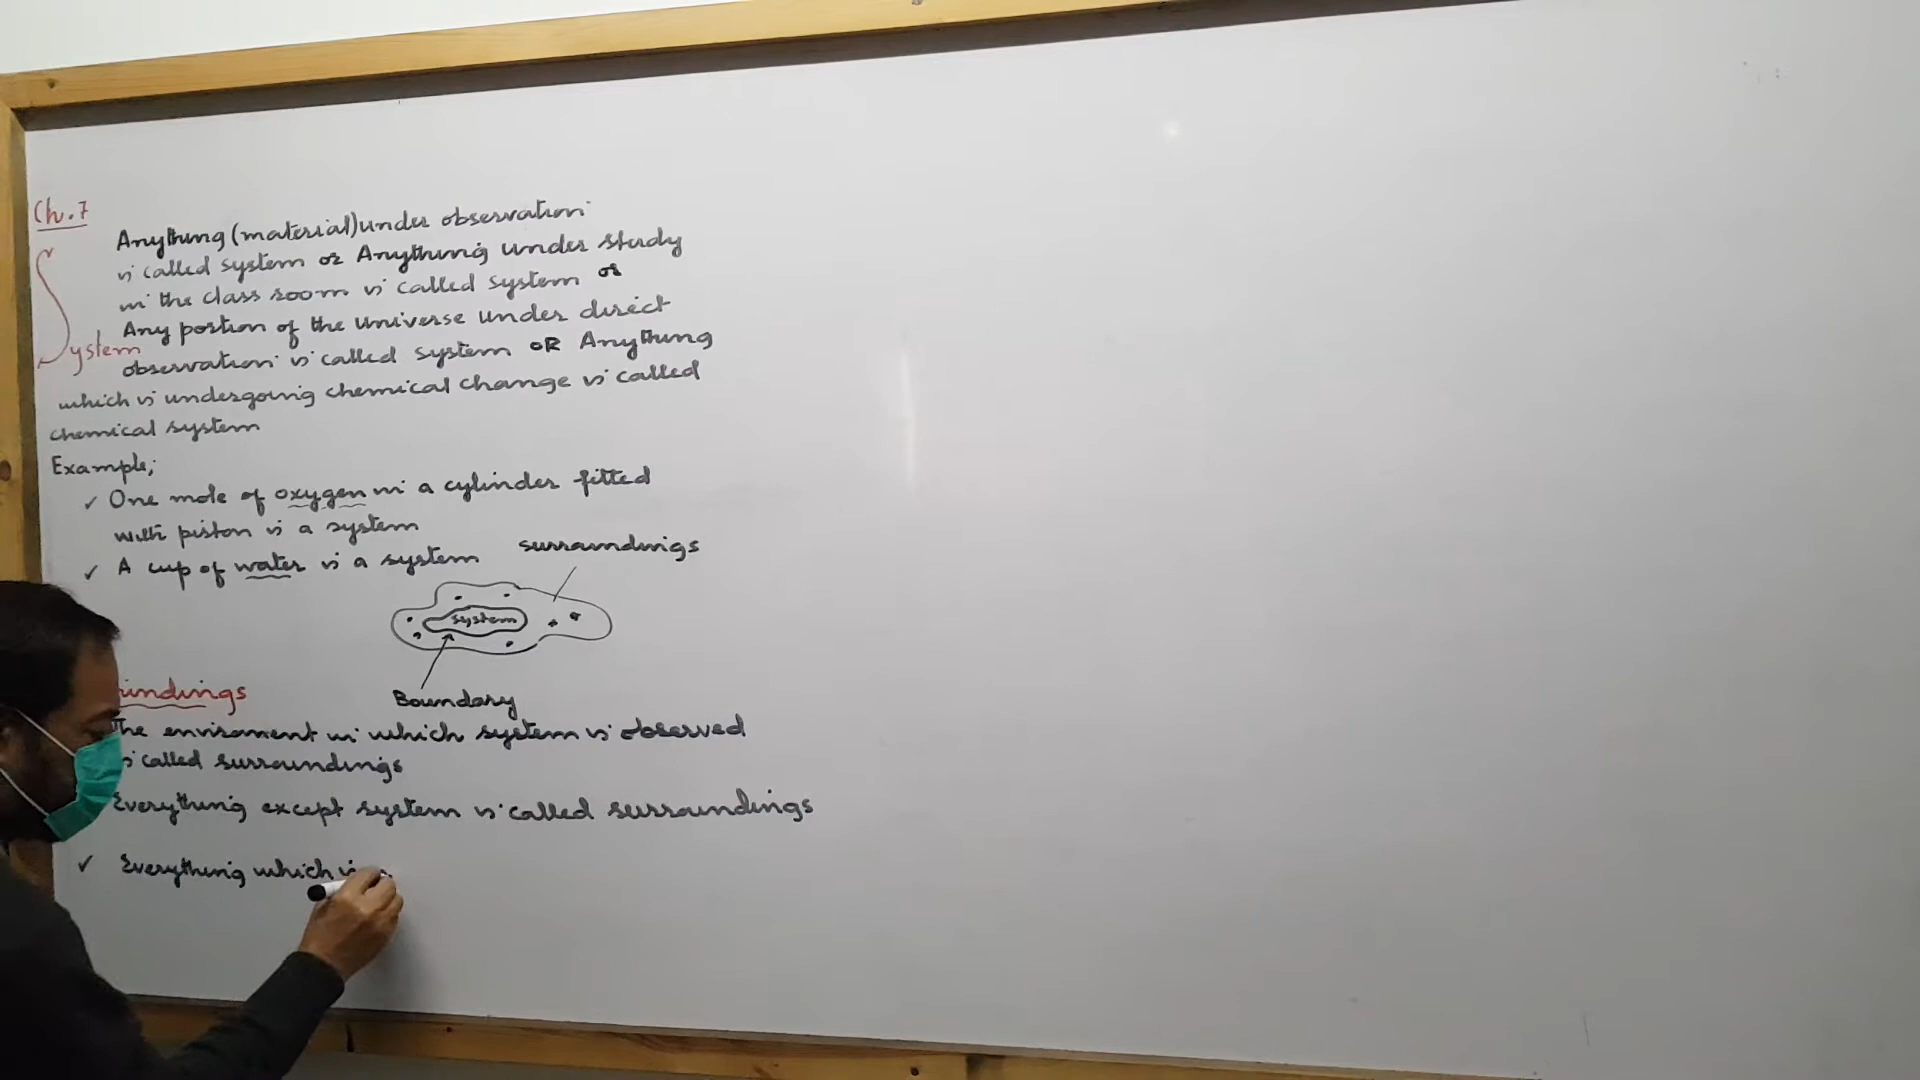 Ch.7
Anything (material) under observation
is called system or Anything under study
in the class room is called system or
Any portion of the universe under direct
System
observation is called system OR Anything
which is undergoing chemical change is called
chemical system
Example;
✓ One mole of oxygen in a cylinder fitted
with piston is a system
✓ A cup of water is a system
surroundings
system
Boundary
undings
The enviroment in which system is observed
is called surroundings
Everything except system is called surroundings
✓ Everything which is